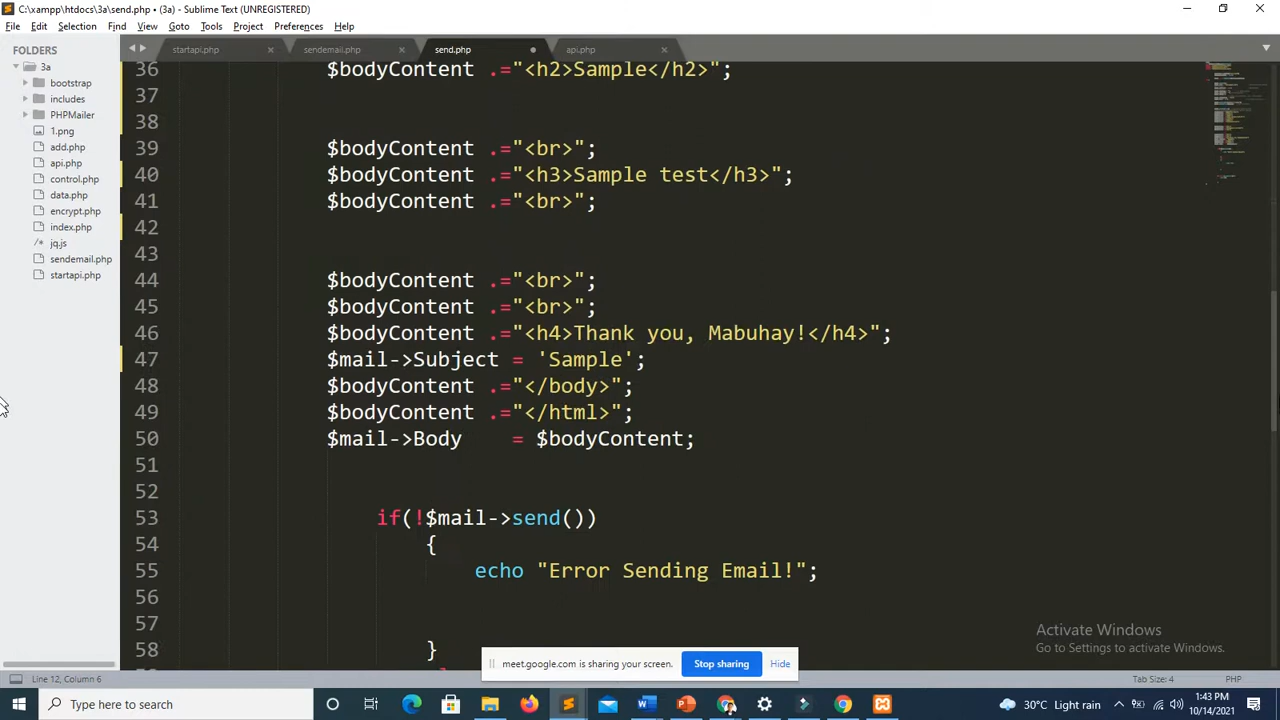 C:\xampp\htdocs\3a\send.php • (3a) - Sublime Text (UNREGISTERED)
File Edit Selection Find View Goto Tools Project Preferences Help
FOLDERS
3a
bootstrap
includes
PHPMailer
1.png
add.php
api.php
control.php
data.php
encrypt.php
index.php
jq.js
sendemail.php
startapi.php
startapi.php sendemail.php send.php api.php
36 $bodyContent .="<h2>Sample</h2>";
37
38
39 $bodyContent .="<br>";
40 $bodyContent .="<h3>Sample test</h3>";
41 $bodyContent .="<br>";
42
43
44 $bodyContent .="<br>";
45 $bodyContent .="<br>";
46 $bodyContent .="<h4>Thank you, Mabuhay!</h4>";
47 $mail->Subject = 'Sample';
48 $bodyContent .="</body>";
49 $bodyContent .="</html>";
50 $mail->Body    = $bodyContent;
51
52
53 if(!$mail->send())
54 {
55 echo "Error Sending Email!";
56
57
58 }
Activate Windows
Go to Settings to activate Windows.
meet.google.com is sharing your screen. Stop sharing Hide
Line 12, Column 6 Tab Size: 4 PHP
Type here to search 30°C Light rain 1:43 PM
10/14/2021